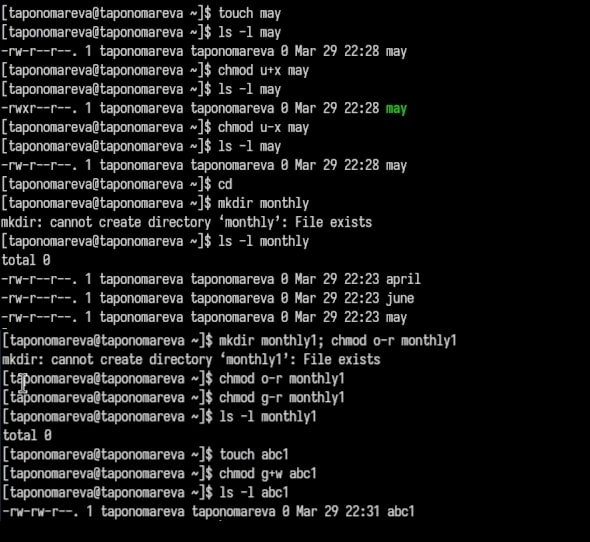 [taponomareva@taponomareva ~]$ touch may
[taponomareva@taponomareva ~]$ ls -l may
-rw-r--r--. 1 taponomareva taponomareva 0 Mar 29 22:28 may
[taponomareva@taponomareva ~]$ chmod u+x may
[taponomareva@taponomareva ~]$ ls -l may
-rwxr--r--. 1 taponomareva taponomareva 0 Mar 29 22:28 may
[taponomareva@taponomareva ~]$ chmod u-x may
[taponomareva@taponomareva ~]$ ls -l may
-rw-r--r--. 1 taponomareva taponomareva 0 Mar 29 22:28 may
[taponomareva@taponomareva ~]$ cd
[taponomareva@taponomareva ~]$ mkdir monthly
mkdir: cannot create directory ‘monthly’: File exists
[taponomareva@taponomareva ~]$ ls -l monthly
total 0
-rw-r--r--. 1 taponomareva taponomareva 0 Mar 29 22:23 april
-rw-r--r--. 1 taponomareva taponomareva 0 Mar 29 22:23 june
-rw-r--r--. 1 taponomareva taponomareva 0 Mar 29 22:23 may
[taponomareva@taponomareva ~]$ mkdir monthly1; chmod o-r monthly1
mkdir: cannot create directory ‘monthly1’: File exists
[taponomareva@taponomareva ~]$ chmod o-r monthly1
[taponomareva@taponomareva ~]$ chmod g-r monthly1
[taponomareva@taponomareva ~]$ ls -l monthly1
total 0
[taponomareva@taponomareva ~]$ touch abc1
[taponomareva@taponomareva ~]$ chmod g+w abc1
[taponomareva@taponomareva ~]$ ls -l abc1
-rw-rw-r--. 1 taponomareva taponomareva 0 Mar 29 22:31 abc1